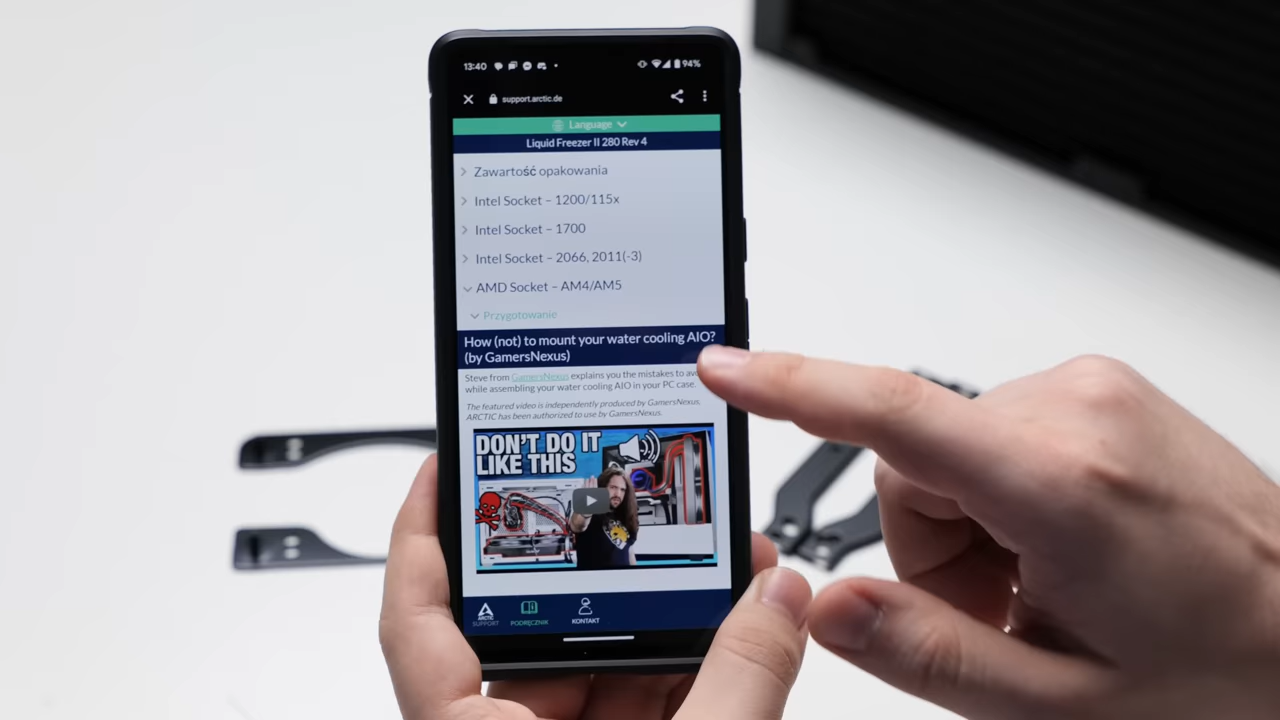 13:40
94%
support.arctic.de
Language
Liquid Freezer II 280 Rev 4
Zawartość opakowania
Intel Socket – 1200/115x
Intel Socket – 1700
Intel Socket – 2066, 2011(-3)
AMD Socket – AM4/AM5
Przygotowanie
How (not) to mount your water cooling AIO?
(by GamersNexus)
Steve from GamersNexus explains you the mistakes to
while assembling your water cooling AIO in your PC case.
The featured video is independently produced by GamersNexus.
ARCTIC has been authorized to use by GamersNexus.
DON'T DO IT
LIKE THIS
ARCTIC
SUPPORT
PODRĘCZNIK
KONTAKT